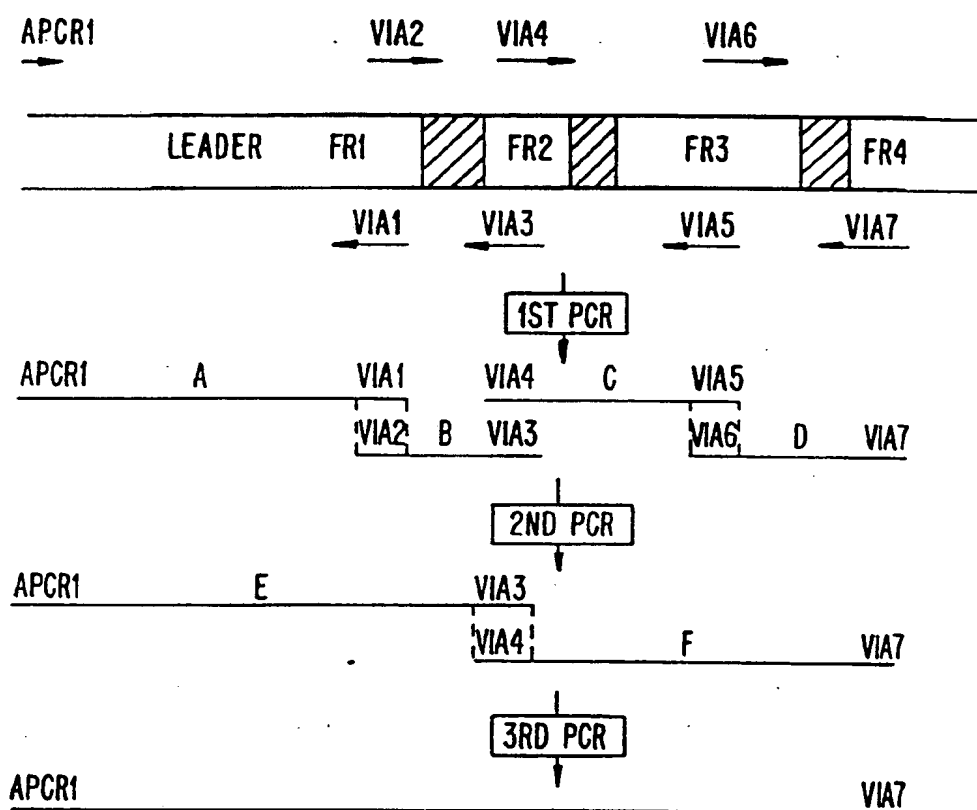 APCR1 VIA2 VIA4 VIA6
LEADER FR1 FR2 FR3 FR4
VIA1 VIA3 VIA5 VIA7
1ST PCR
APCR1 A VIA1 VIA4 C VIA5
VIA2 B VIA3 VIA6 D VIA7
2ND PCR
APCR1 E VIA3
VIA4 F VIA7
3RD PCR
APCR1 VIA7